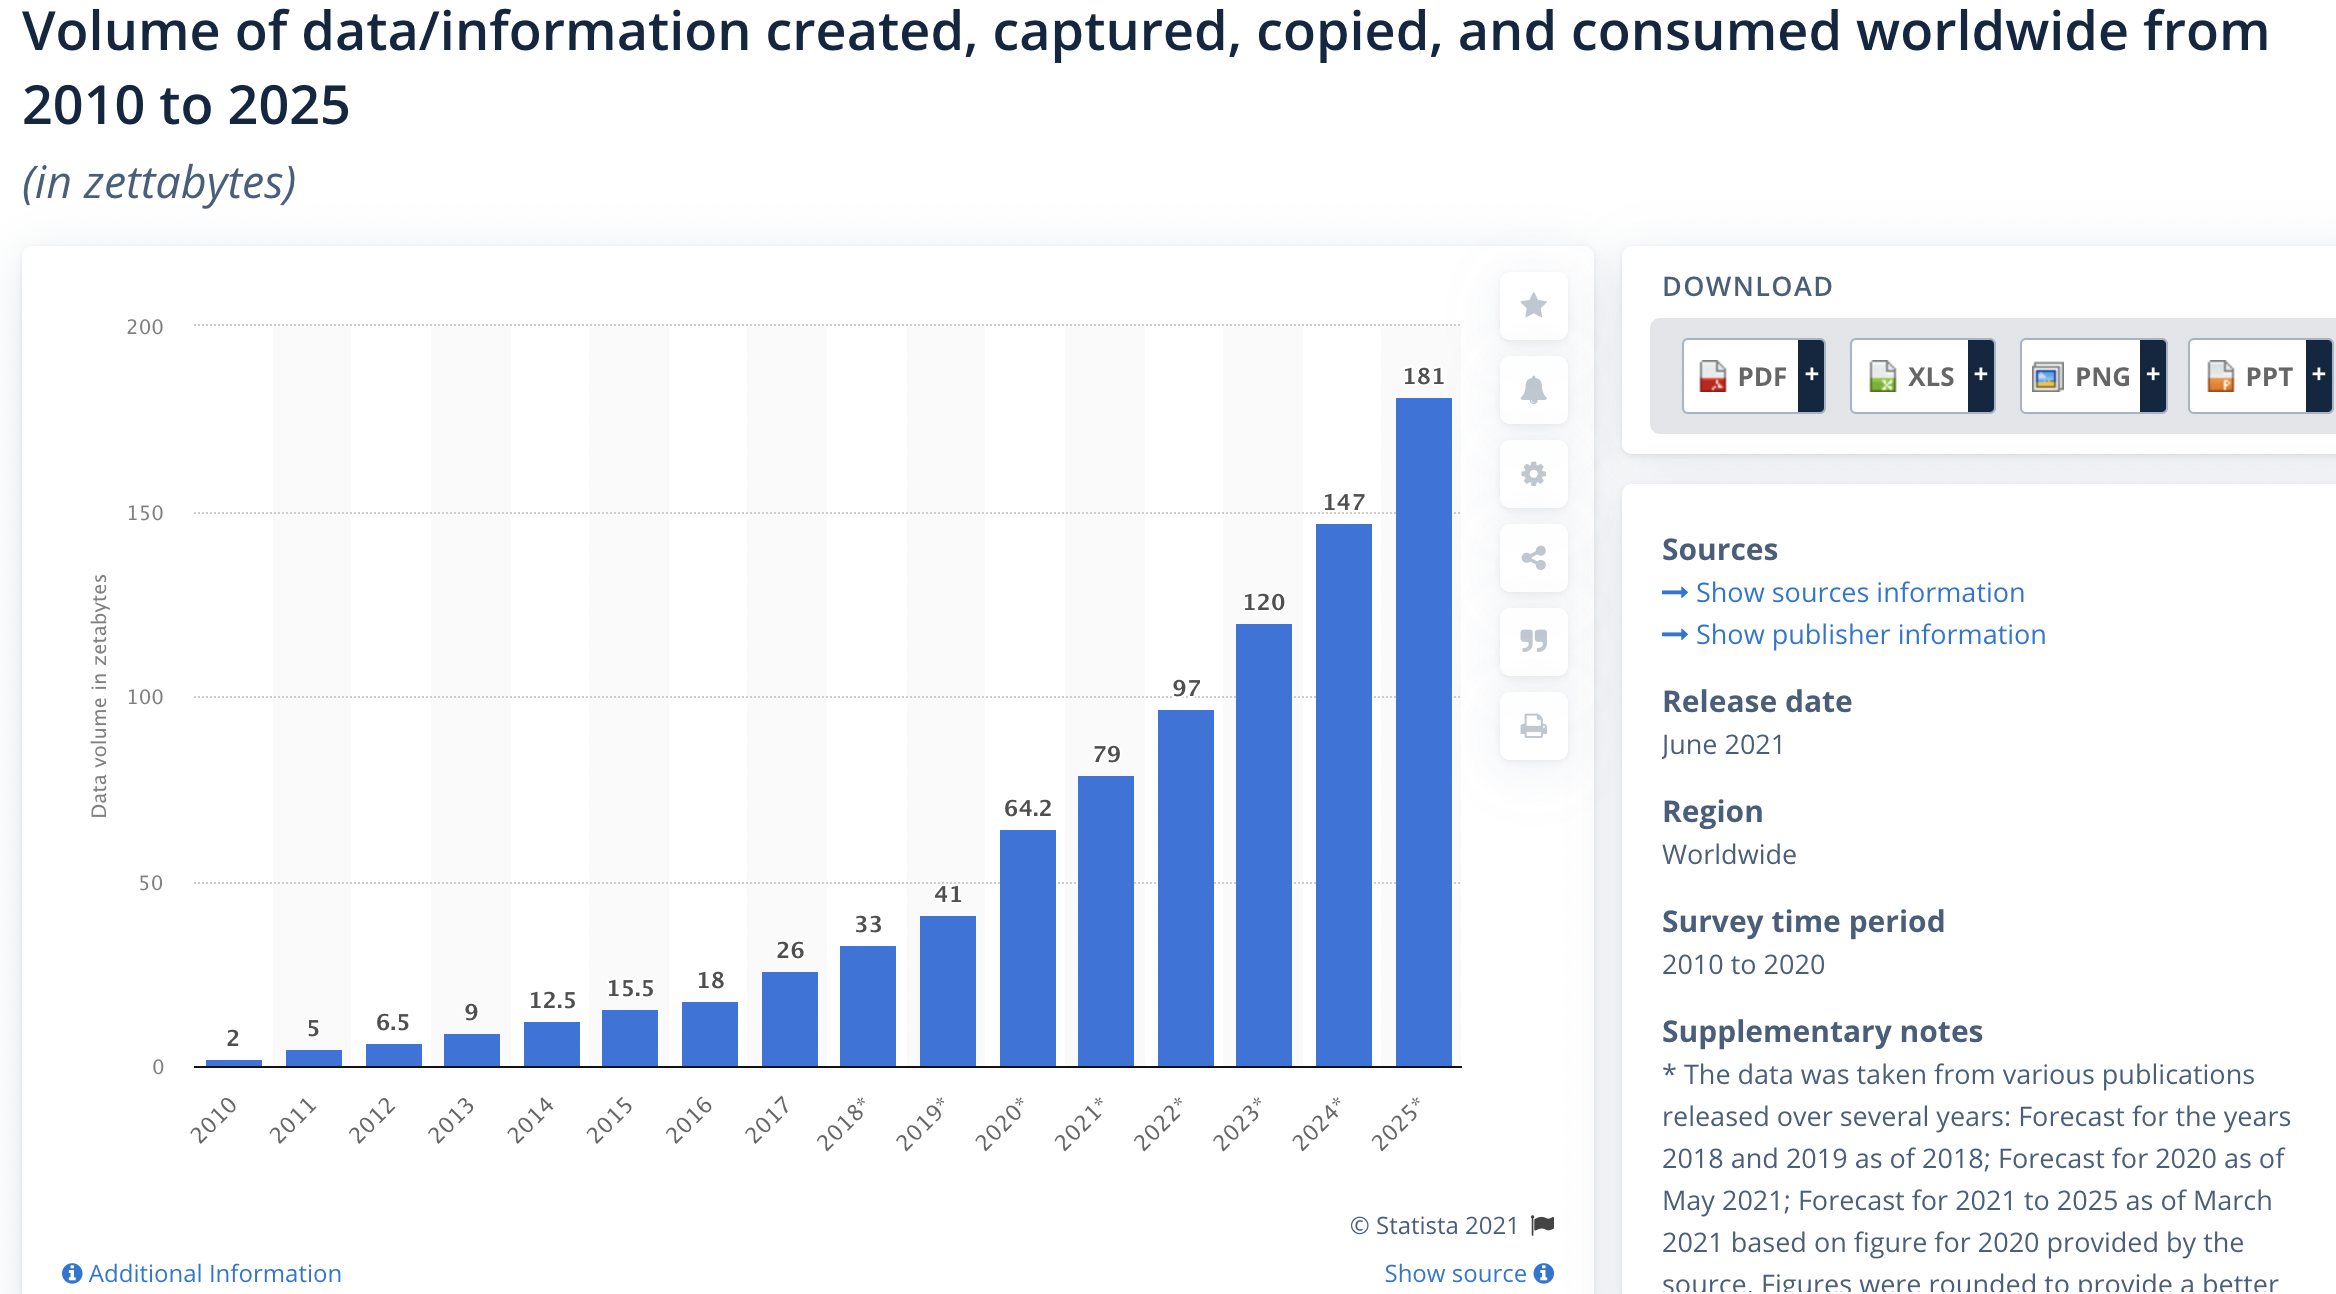 Volume of data/information created, captured, copied, and consumed worldwide from
2010 to 2025
(in zettabytes)
200
150
100
50
0
Data volume in zetabytes
2
5
6.5
9
12.5
15.5
18
26
33
41
64.2
79
97
120
147
181
2010
2011
2012
2013
2014
2015
2016
2017
2018*
2019*
2020*
2021*
2022*
2023*
2024*
2025*
© Statista 2021
Additional Information
Show source
DOWNLOAD
PDF +
XLS +
PNG +
PPT +
Sources
Show sources information
Show publisher information
Release date
June 2021
Region
Worldwide
Survey time period
2010 to 2020
Supplementary notes
* The data was taken from various publications
released over several years: Forecast for the years
2018 and 2019 as of 2018; Forecast for 2020 as of
May 2021; Forecast for 2021 to 2025 as of March
2021 based on figure for 2020 provided by the
source. Figures were rounded to provide a better